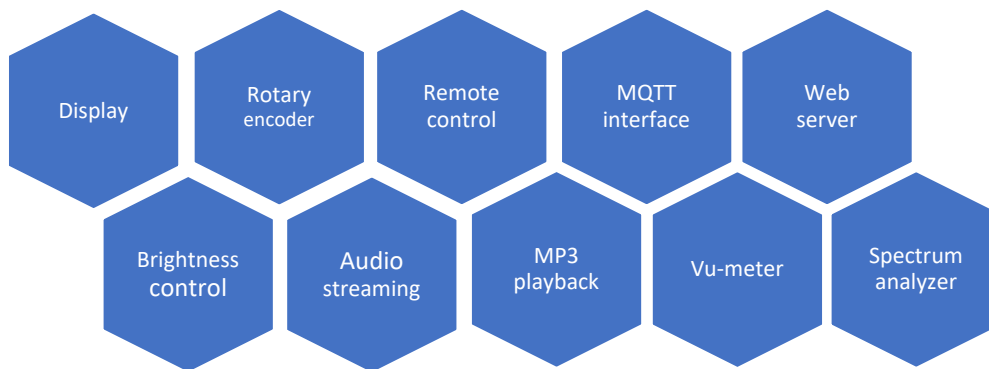 Display
Rotary
encoder
Remote
control
MQTT
interface
Web
server
Brightness
control
Audio
streaming
MP3
playback
Vu-meter
Spectrum
analyzer